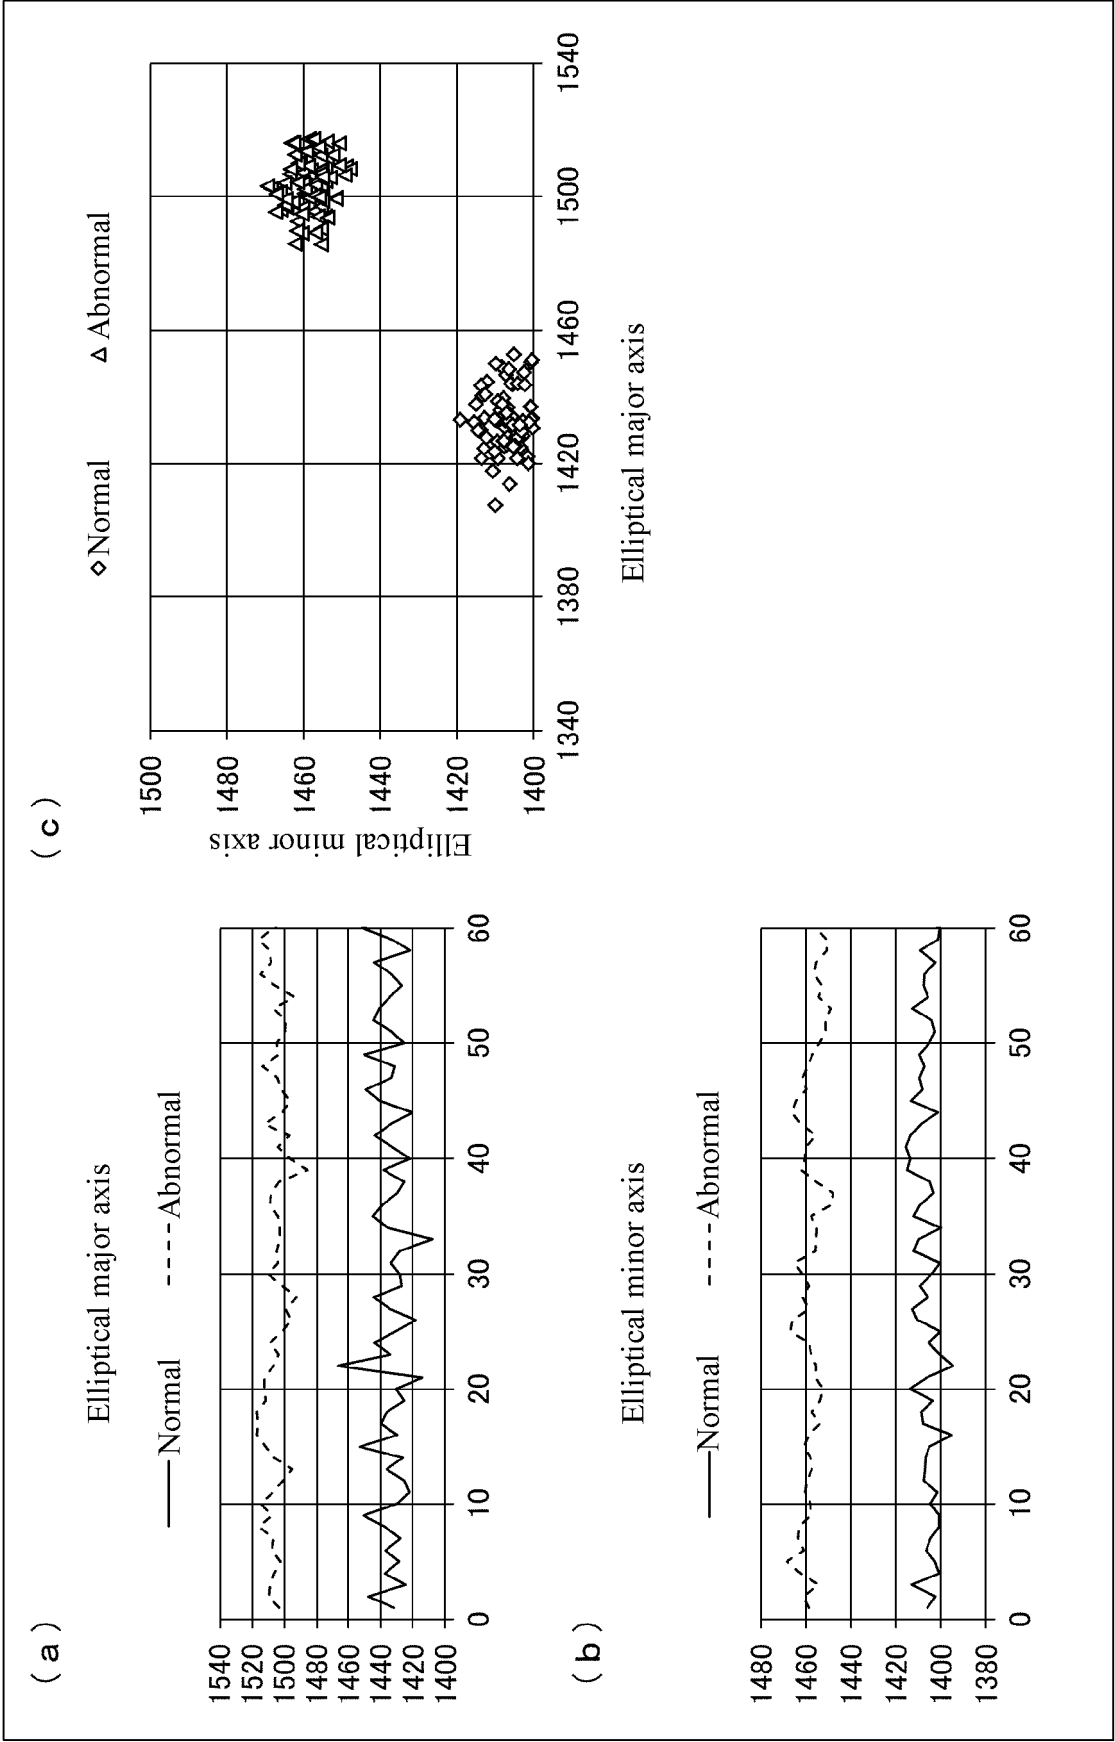 ( a )
Elliptical major axis
Normal Abnormal
1540
1520
1500
1480
1460
1440
1420
1400
0 10 20 30 40 50 60
( b )
Elliptical minor axis
Normal Abnormal
1480
1460
1440
1420
1400
1380
0 10 20 30 40 50 60
( c )
Normal Abnormal
Elliptical minor axis
1500
1480
1460
1440
1420
1400
1340 1380 1420 1460 1500 1540
Elliptical major axis